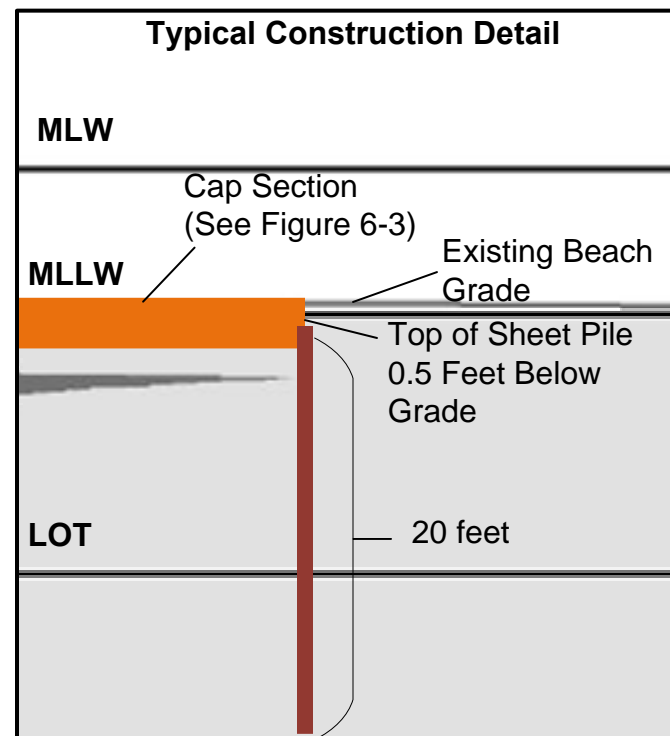 Typical Construction Detail
MLW
Cap Section
(See Figure 6-3)
MLLW
Existing Beach
Grade
Top of Sheet Pile
0.5 Feet Below
Grade
LOT
20 feet